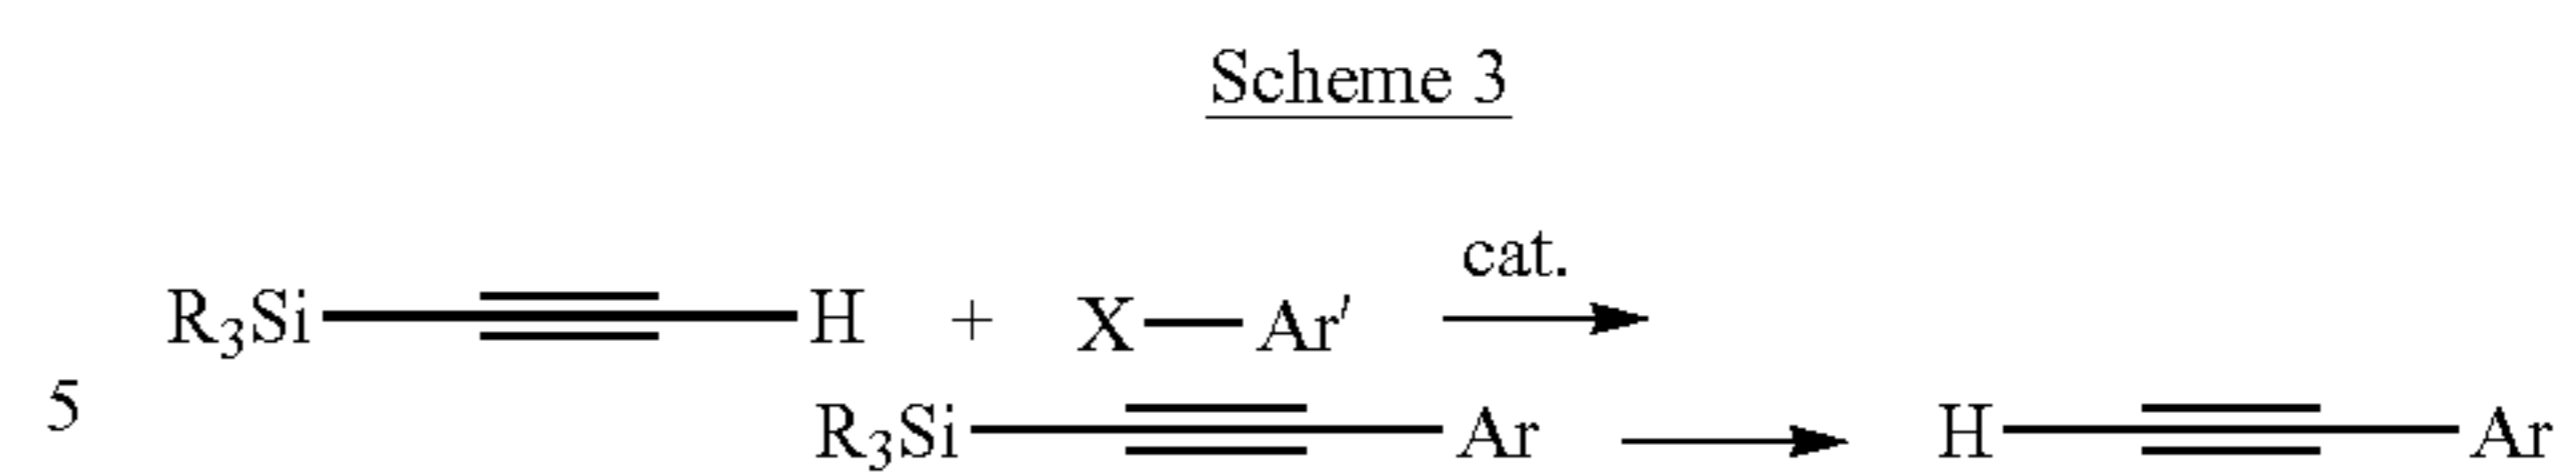 Scheme 3
R₃Si H + X Ar′ cat.
5
R₃Si Ar H Ar